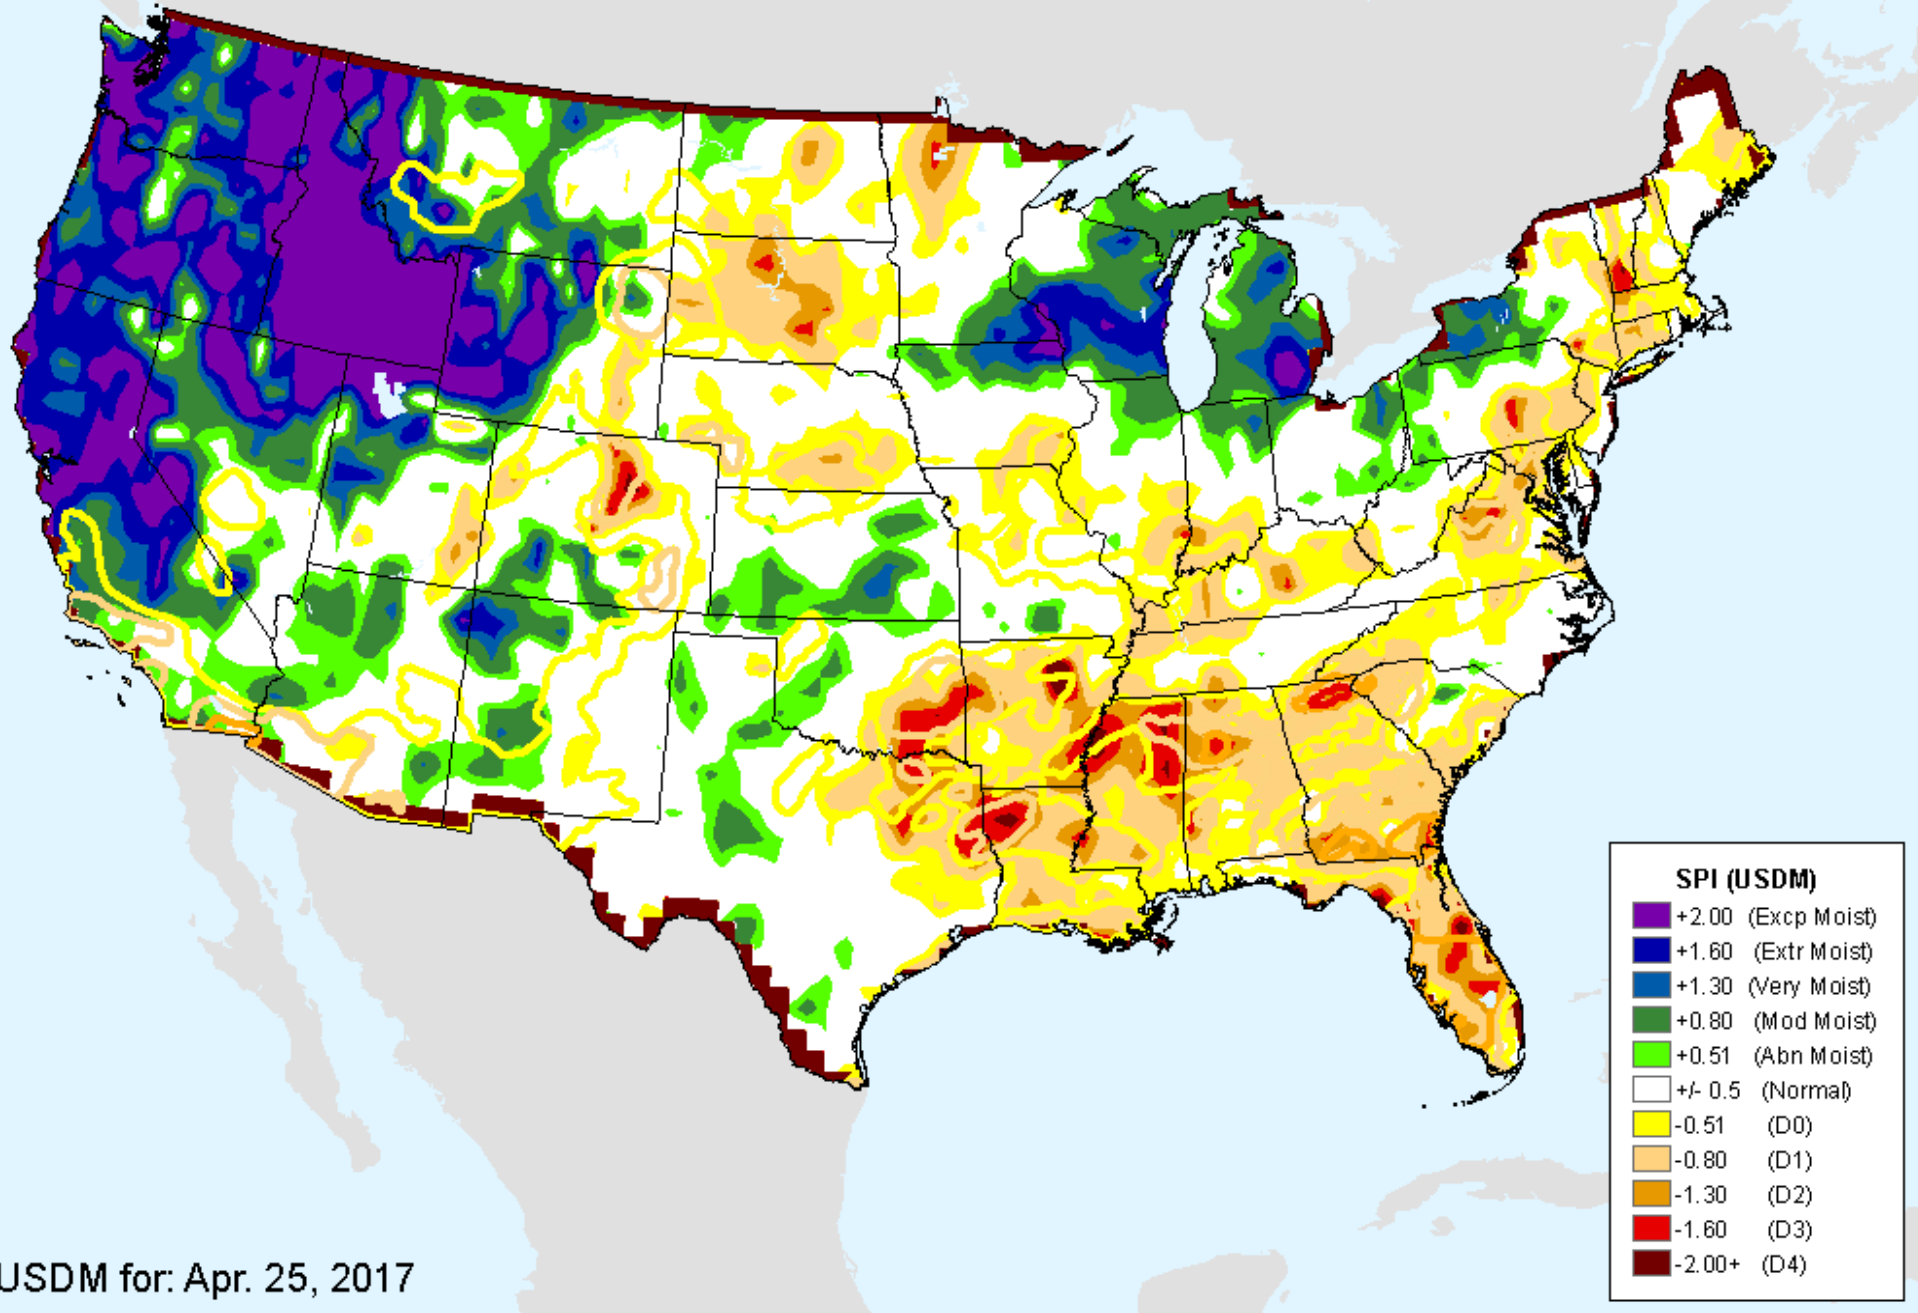 SPI (USDM)
+2.00 (Excp Moist)
+1.60 (Extr Moist)
+1.30 (Very Moist)
+0.80 (Mod Moist)
+0.51 (Abn Moist)
+/- 0.5 (Normal)
-0.51 (D0)
-0.80 (D1)
-1.30 (D2)
-1.60 (D3)
-2.00+ (D4)
USDM for: Apr. 25, 2017